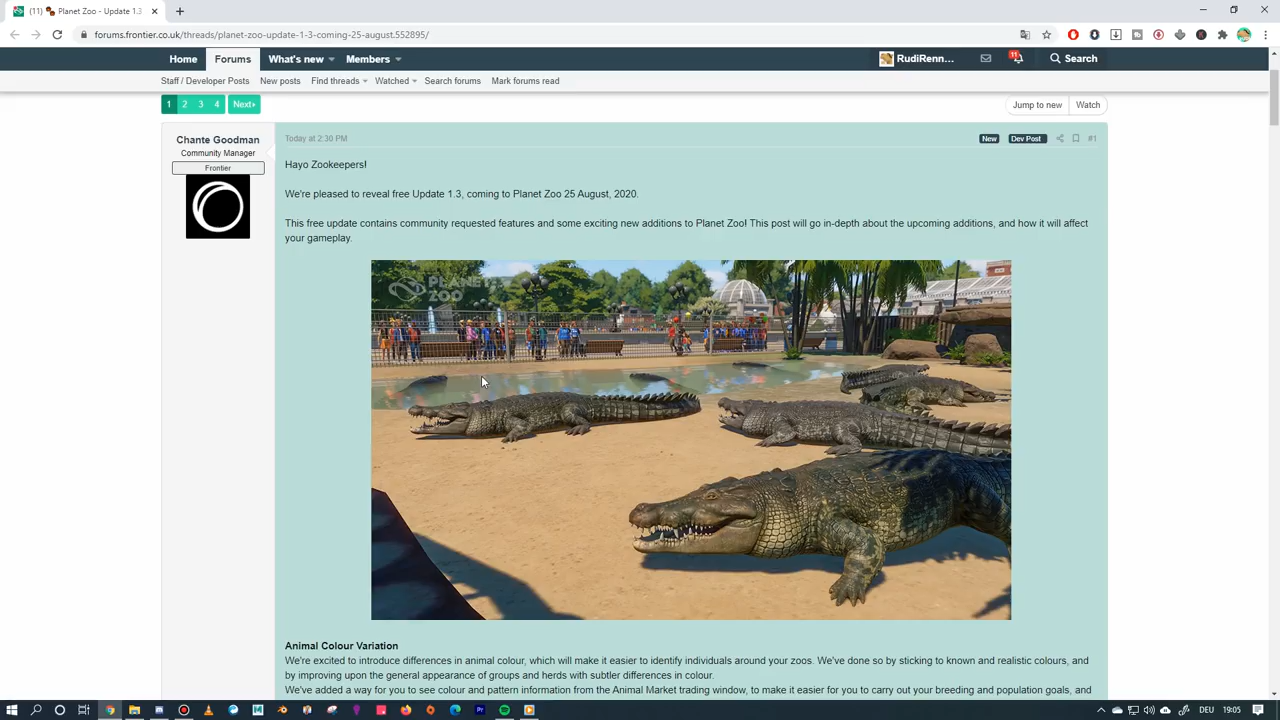 (11) Planet Zoo - Update 1.3
forums.frontier.co.uk/threads/planet-zoo-update-1-3-coming-25-august.552895/
Home Forums What's new Members RudiRenn... 11 Search
Staff / Developer Posts New posts Find threads Watched Search forums Mark forums read
1 2 3 4 Next Jump to new Watch
Chante Goodman
Community Manager
Frontier
Today at 2:30 PM New Dev Post #1
Hayo Zookeepers!
We're pleased to reveal free Update 1.3, coming to Planet Zoo 25 August, 2020.
This free update contains community requested features and some exciting new additions to Planet Zoo! This post will go in-depth about the upcoming additions, and how it will affect
your gameplay.
PLANET
ZOO
Animal Colour Variation
We're excited to introduce differences in animal colour, which will make it easier to identify individuals around your zoos. We've done so by sticking to known and realistic colours, and
by improving upon the general appearance of groups and herds with subtler differences in colour.
We've added a way for you to see colour and pattern information from the Animal Market trading window, to make it easier for you to carry out your breeding and population goals, and
DEU 19:05